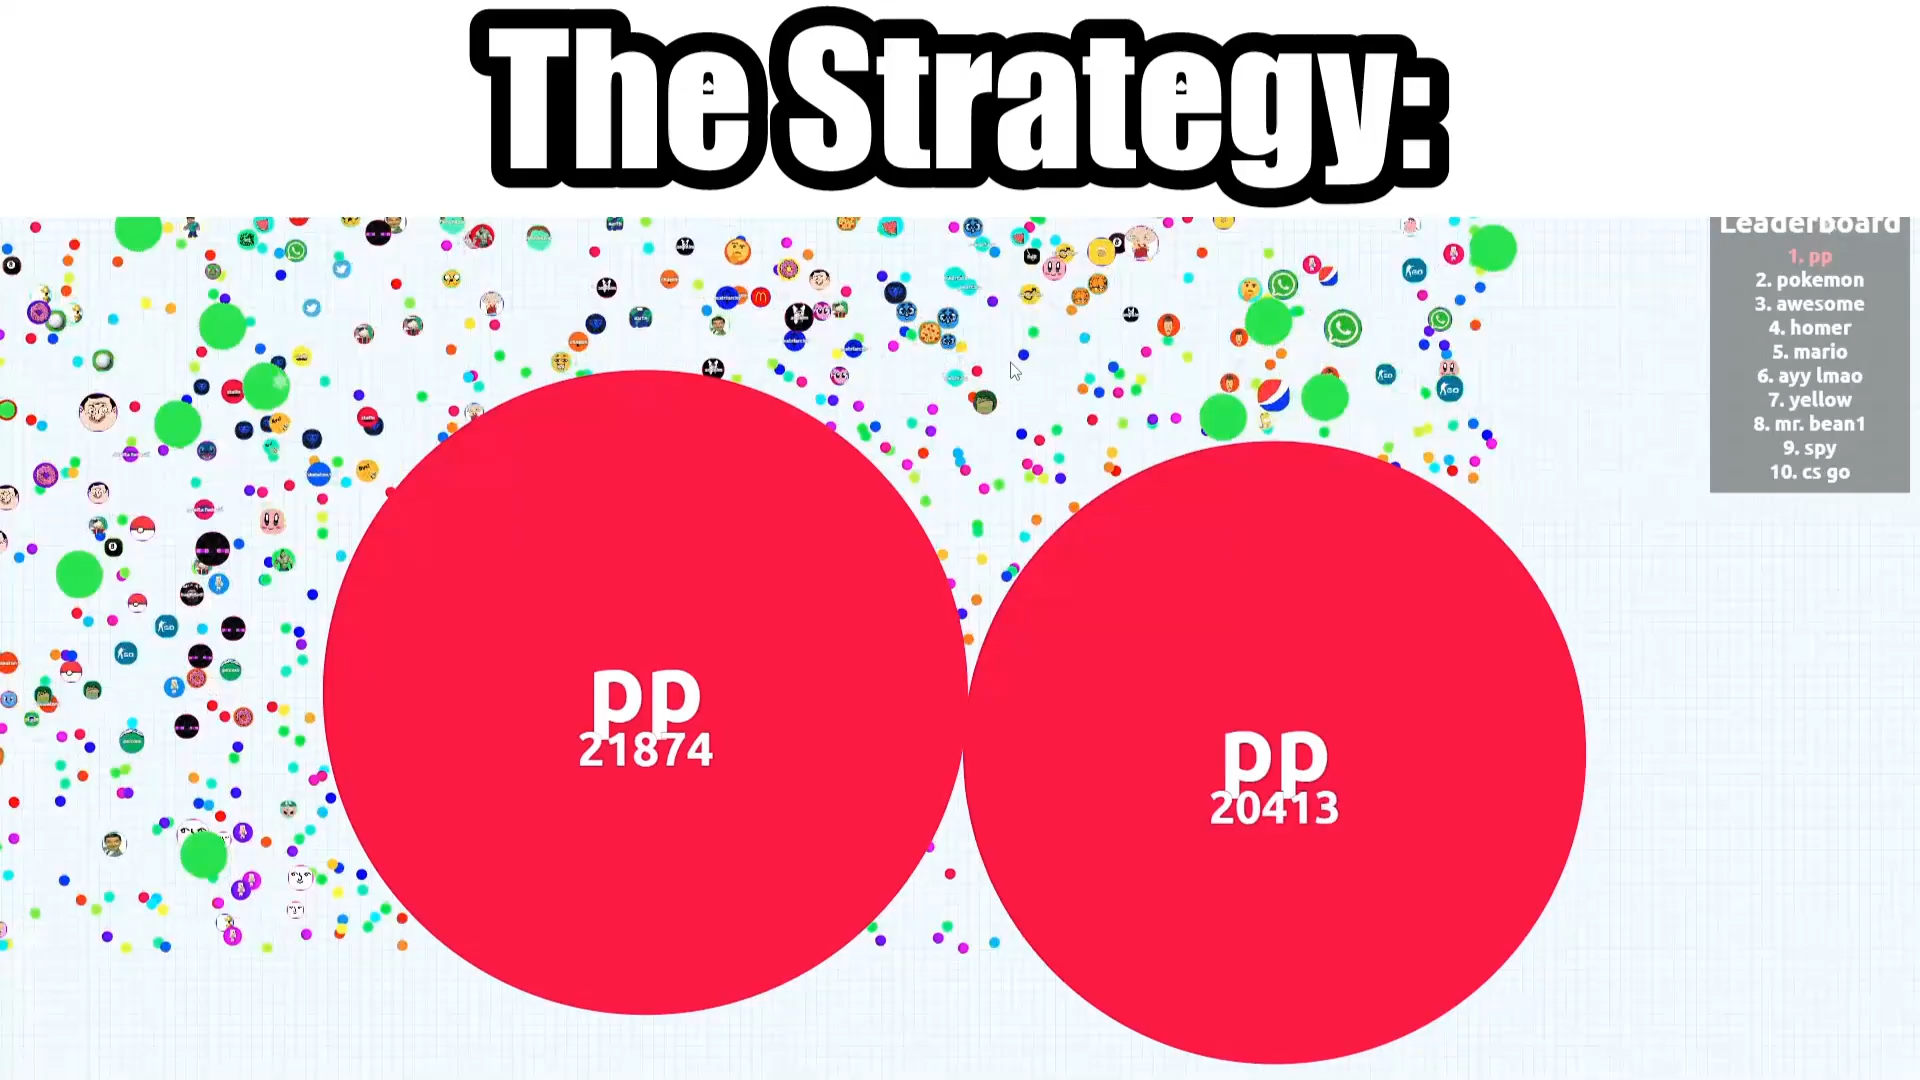 The Strategy:
Leaderboard
1. pp
2. pokemon
3. awesome
4. homer
5. mario
6. ayy lmao
7. yellow
8. mr. bean1
9. spy
10. cs go
pp
21874
pp
20413